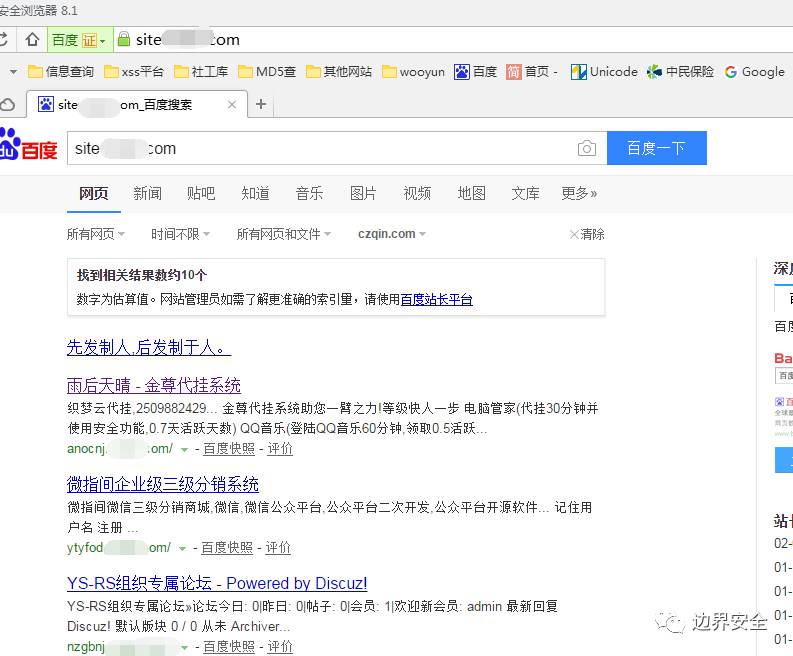 安全浏览器 8.1
百度 证 site com
信息查询 xss平台 社工库 MD5查 其他网站 wooyun 百度 简 首页 - Unicode 中民保险 Google
site om_百度搜索
百度 site com 百度一下
网页 新闻 贴吧 知道 音乐 图片 视频 地图 文库 更多»
所有网页 时间不限 所有网页和文件 czqin.com ×清除
找到相关结果数约10个
数字为估算值。网站管理员如需了解更准确的索引量，请使用百度站长平台
先发制人,后发制于人。
雨后天晴 - 金尊代挂系统
织梦云代挂,2509882429... 金尊代挂系统助您一臂之力!等级快人一步 电脑管家(代挂30分钟并
使用安全功能,0.7天活跃天数) QQ音乐(登陆QQ音乐60分钟,领取0.5活跃...
anocnj om/ - 百度快照 - 评价
微指间企业级三级分销系统
微指间微信三级分销商城,微信,微信公众平台,公众平台二次开发,公众平台开源软件... 记住用
户名 注册 ...
ytyfod om/ - 百度快照 - 评价
YS-RS组织专属论坛 - Powered by Discuz!
YS-RS组织专属论坛»论坛今日: 0|昨日: 0|帖子: 0|会员: 1|欢迎新会员: admin 最新回复
Discuz! 默认版块 0 / 0 从未 Archiver...
nzgbnj - 百度快照 - 评价
百度
Ba
02-
01-
01-
01-
01-
边界安全